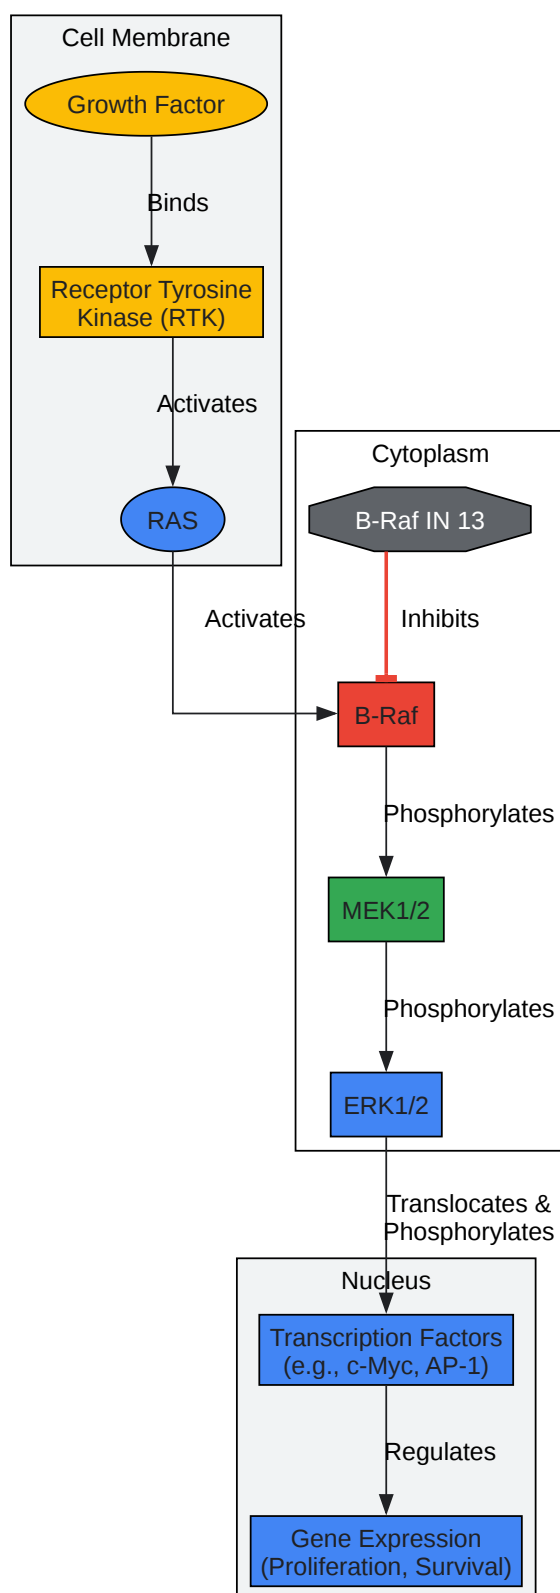 Cell Membrane
Growth Factor
Binds
Receptor Tyrosine
Kinase (RTK)
Activates
RAS
Cytoplasm
B-Raf IN 13
Activates
Inhibits
B-Raf
Phosphorylates
MEK1/2
Phosphorylates
ERK1/2
Translocates &
Phosphorylates
Nucleus
Transcription Factors
(e.g., c-Myc, AP-1)
Regulates
Gene Expression
(Proliferation, Survival)